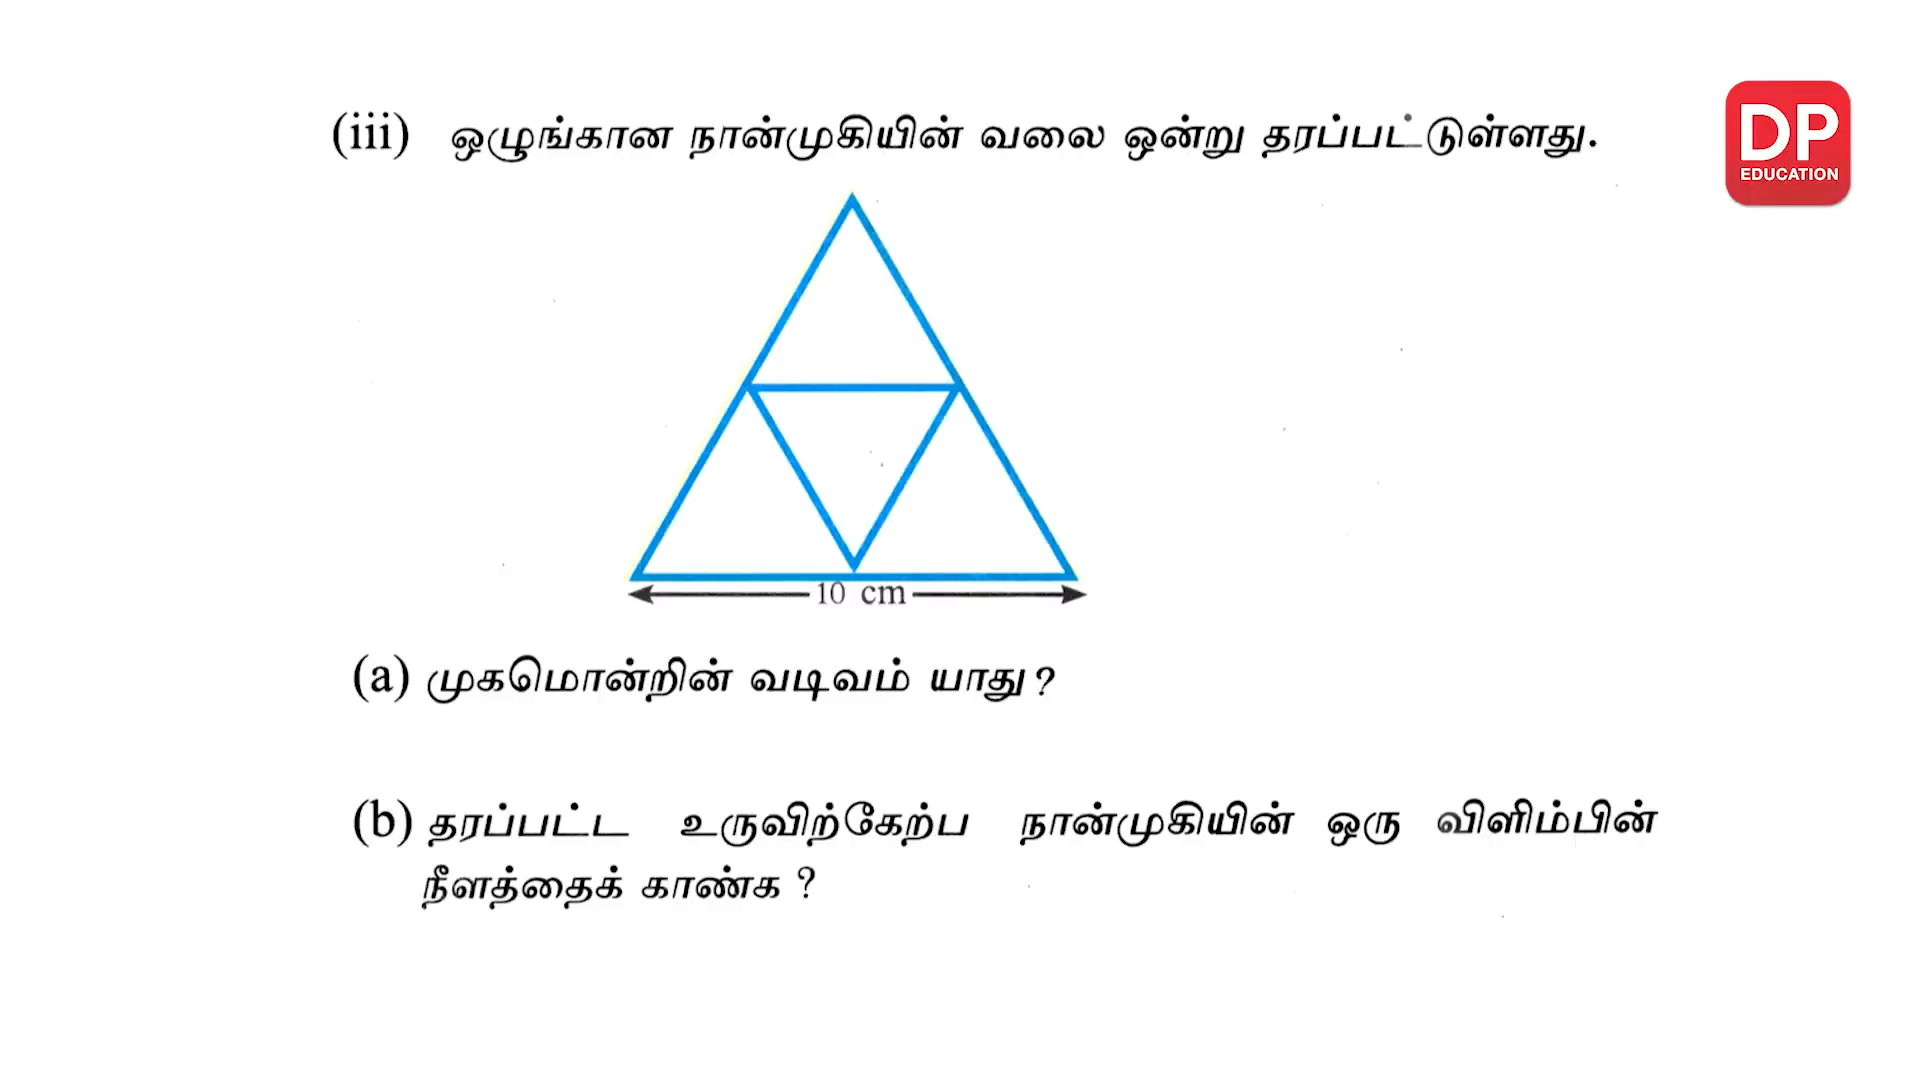 DP
EDUCATION
(iii) ஒழுங்கான நான்முகியின் வலை ஒன்று தரப்பட்டுள்ளது.
10 cm
(a) முகமொன்றின் வடிவம் யாது ?
(b) தரப்பட்ட உருவிற்கேற்ப நான்முகியின் ஒரு விளிம்பின்
நீளத்தைக் காண்க ?